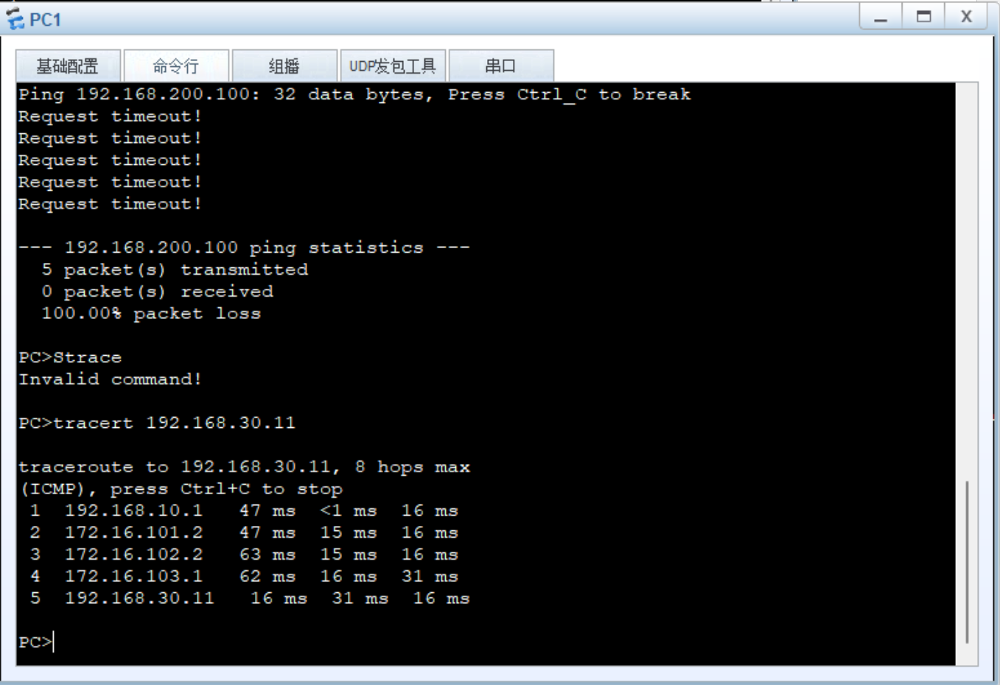 PC1
X
基础配置 命令行 组播 UDP发包工具 串口
Ping 192.168.200.100: 32 data bytes, Press Ctrl_C to break
Request timeout!
Request timeout!
Request timeout!
Request timeout!
Request timeout!
--- 192.168.200.100 ping statistics ---
5 packet(s) transmitted
0 packet(s) received
100.00% packet loss
PC>Strace
Invalid command!
PC>tracert 192.168.30.11
traceroute to 192.168.30.11, 8 hops max
(ICMP), press Ctrl+C to stop
1 192.168.10.1 47 ms <1 ms 16 ms
2 172.16.101.2 47 ms 15 ms 16 ms
3 172.16.102.2 63 ms 15 ms 16 ms
4 172.16.103.1 62 ms 16 ms 31 ms
5 192.168.30.11 16 ms 31 ms 16 ms
PC>